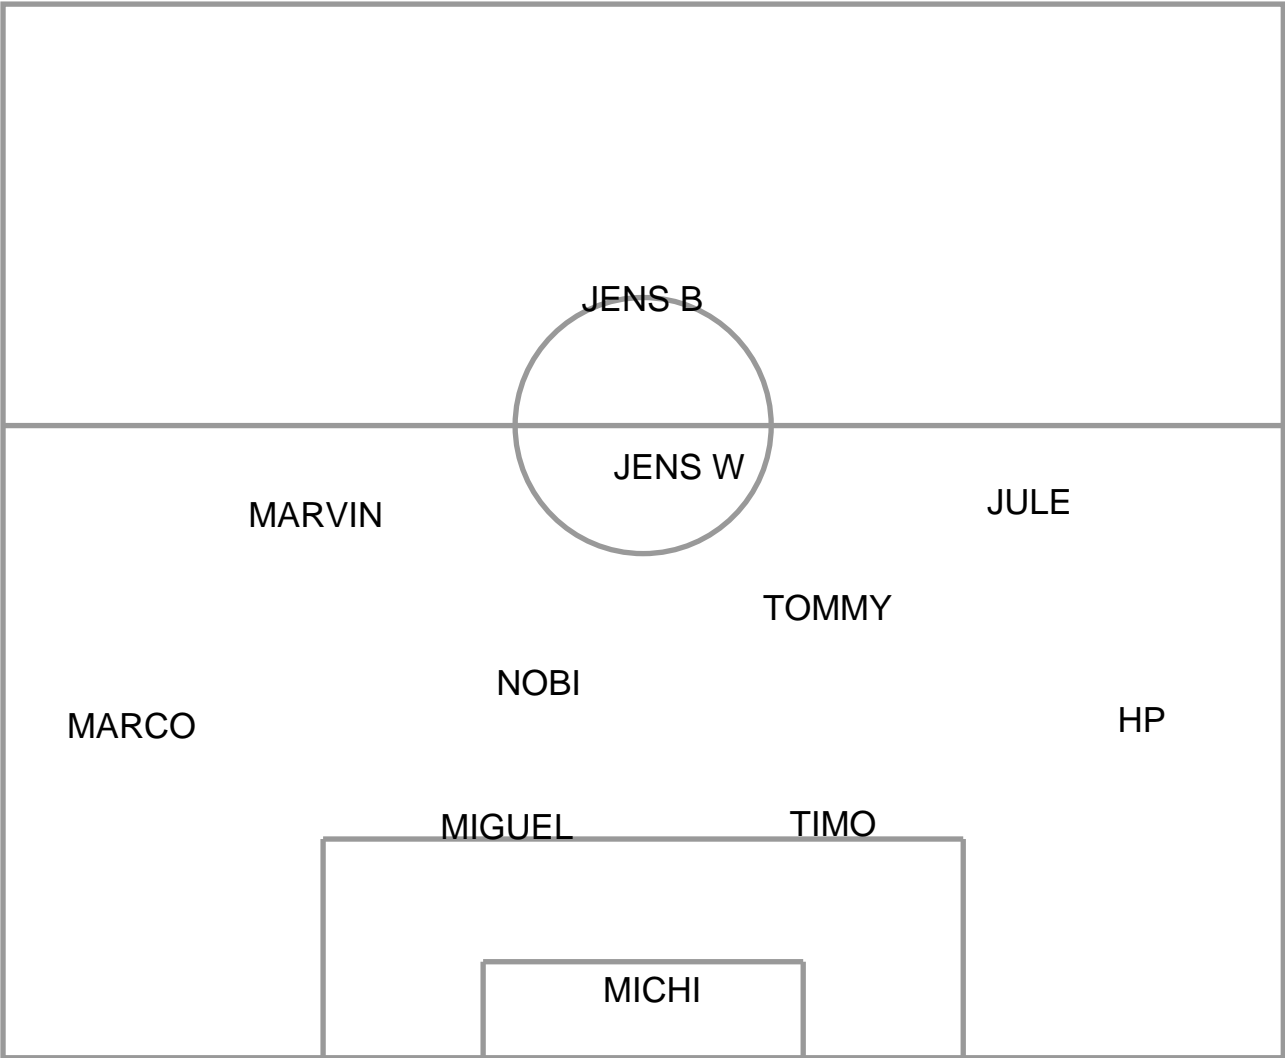 JENS B
JENS W
MARVIN
JULE
TOMMY
NOBI
MARCO
HP
MIGUEL
TIMO
MICHI